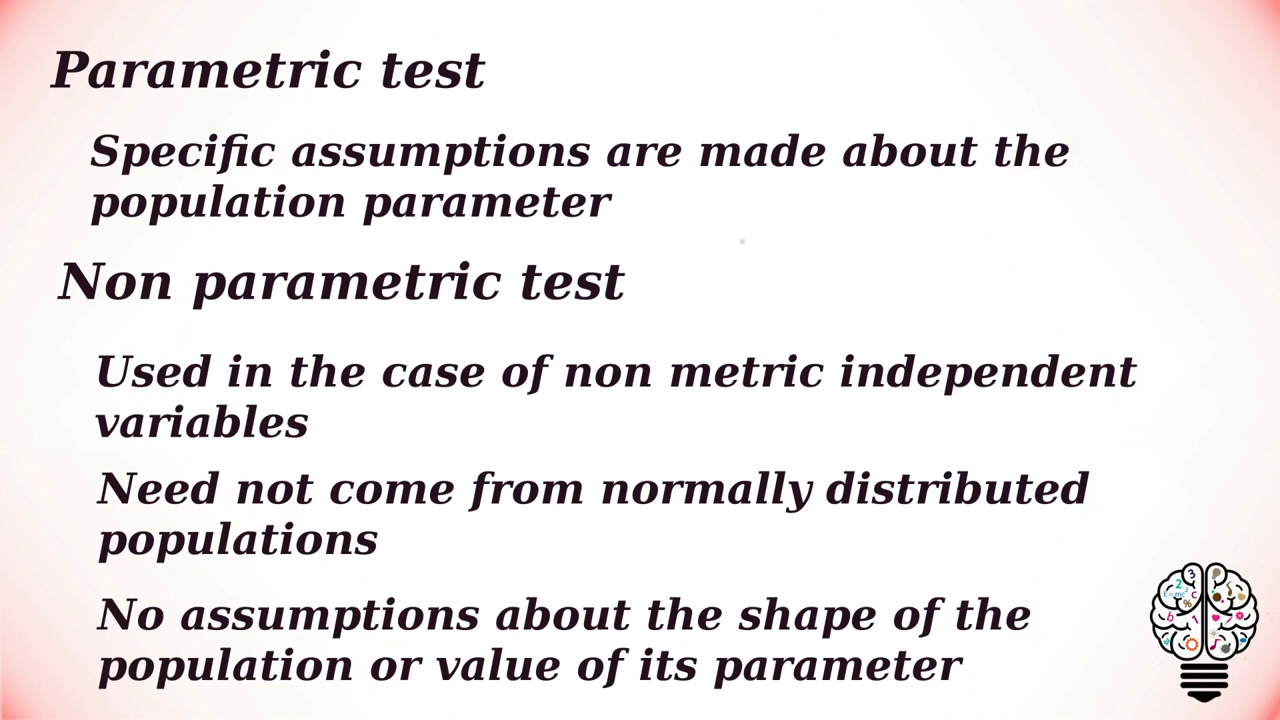 Parametric test
Specific assumptions are made about the
population parameter
Non parametric test
Used in the case of non metric independent
variables
Need not come from normally distributed
populations
No assumptions about the shape of the
population or value of its parameter